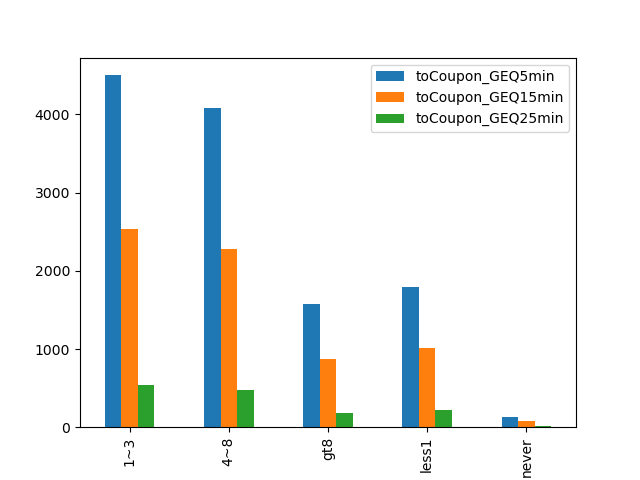 toCoupon_GEQ5min
toCoupon_GEQ15min
toCoupon_GEQ25min
4000
3000
2000
1000
0
1~3
4~8
gt8
less1
never